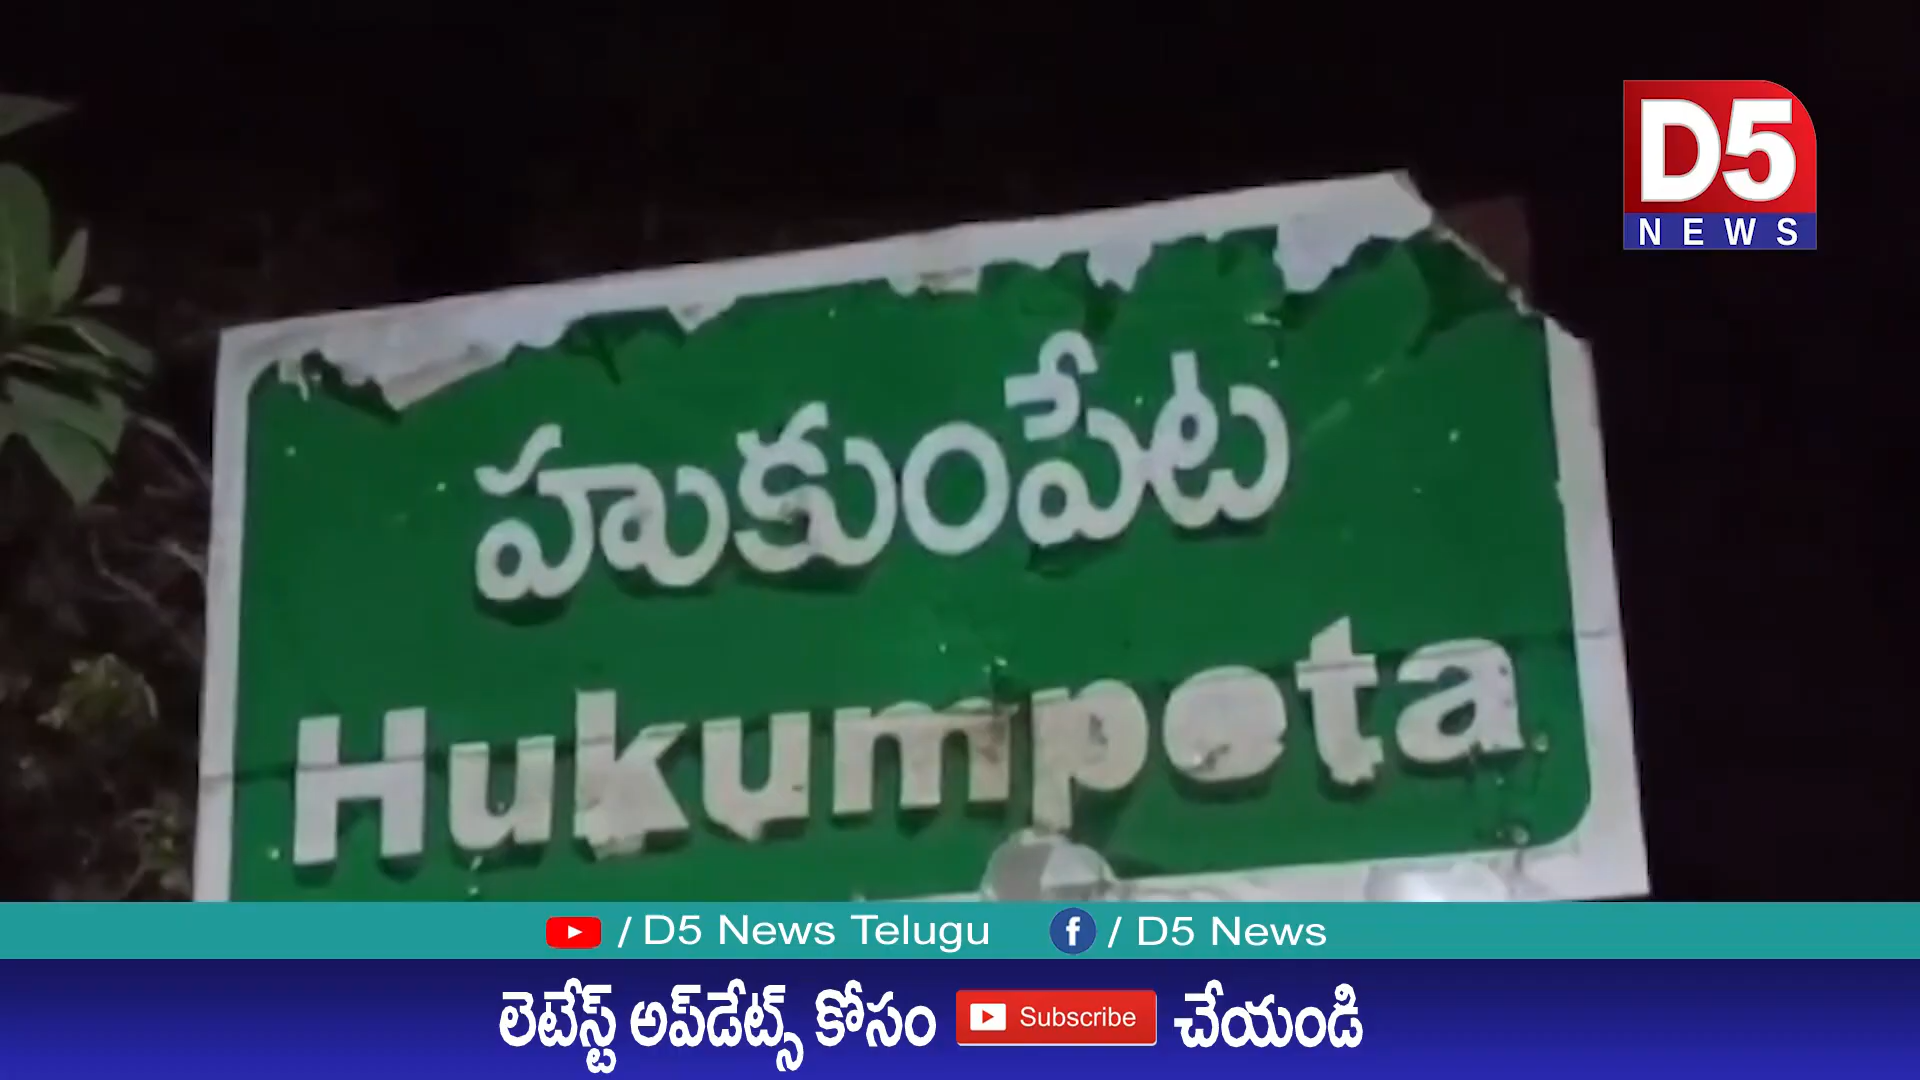 D5
NEWS
హుకుంపేట
Hukumpeta
/ D5 News Telugu / D5 News
లెటేస్ట్ అప్‌డేట్స్ కోసం Subscribe చేయండి